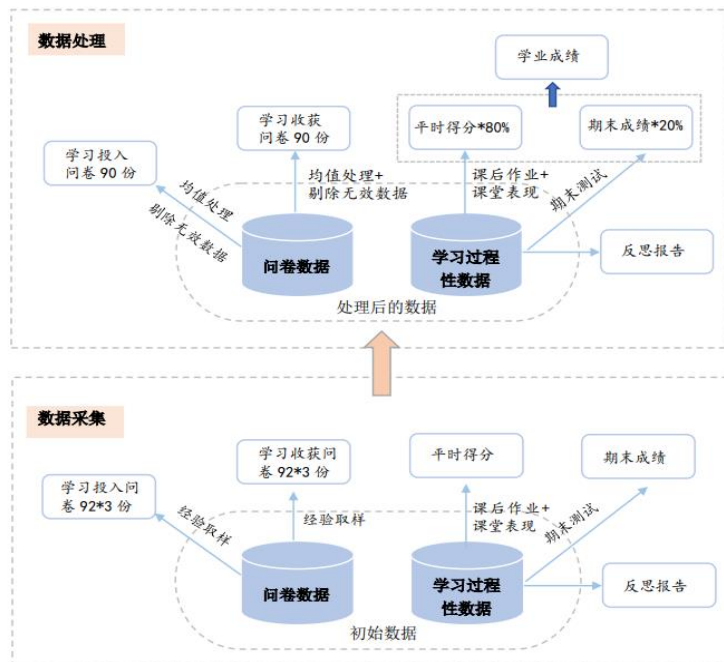 数据处理
学业成绩
学习收获
问卷 90 份
平时得分*80%
期末成绩*20%
学习投入
问卷 90 份
均值处理
剔除无效数据
均值处理+
剔除无效数据
课后作业+
课堂表现
期末测试
问卷数据
学习过程
性数据
反思报告
处理后的数据
数据采集
学习收获问
卷 92*3 份
平时得分
期末成绩
学习投入问
卷 92*3 份
经验取样
经验取样
课后作业+
课堂表现
期末测试
问卷数据
学习过程
性数据
反思报告
初始数据